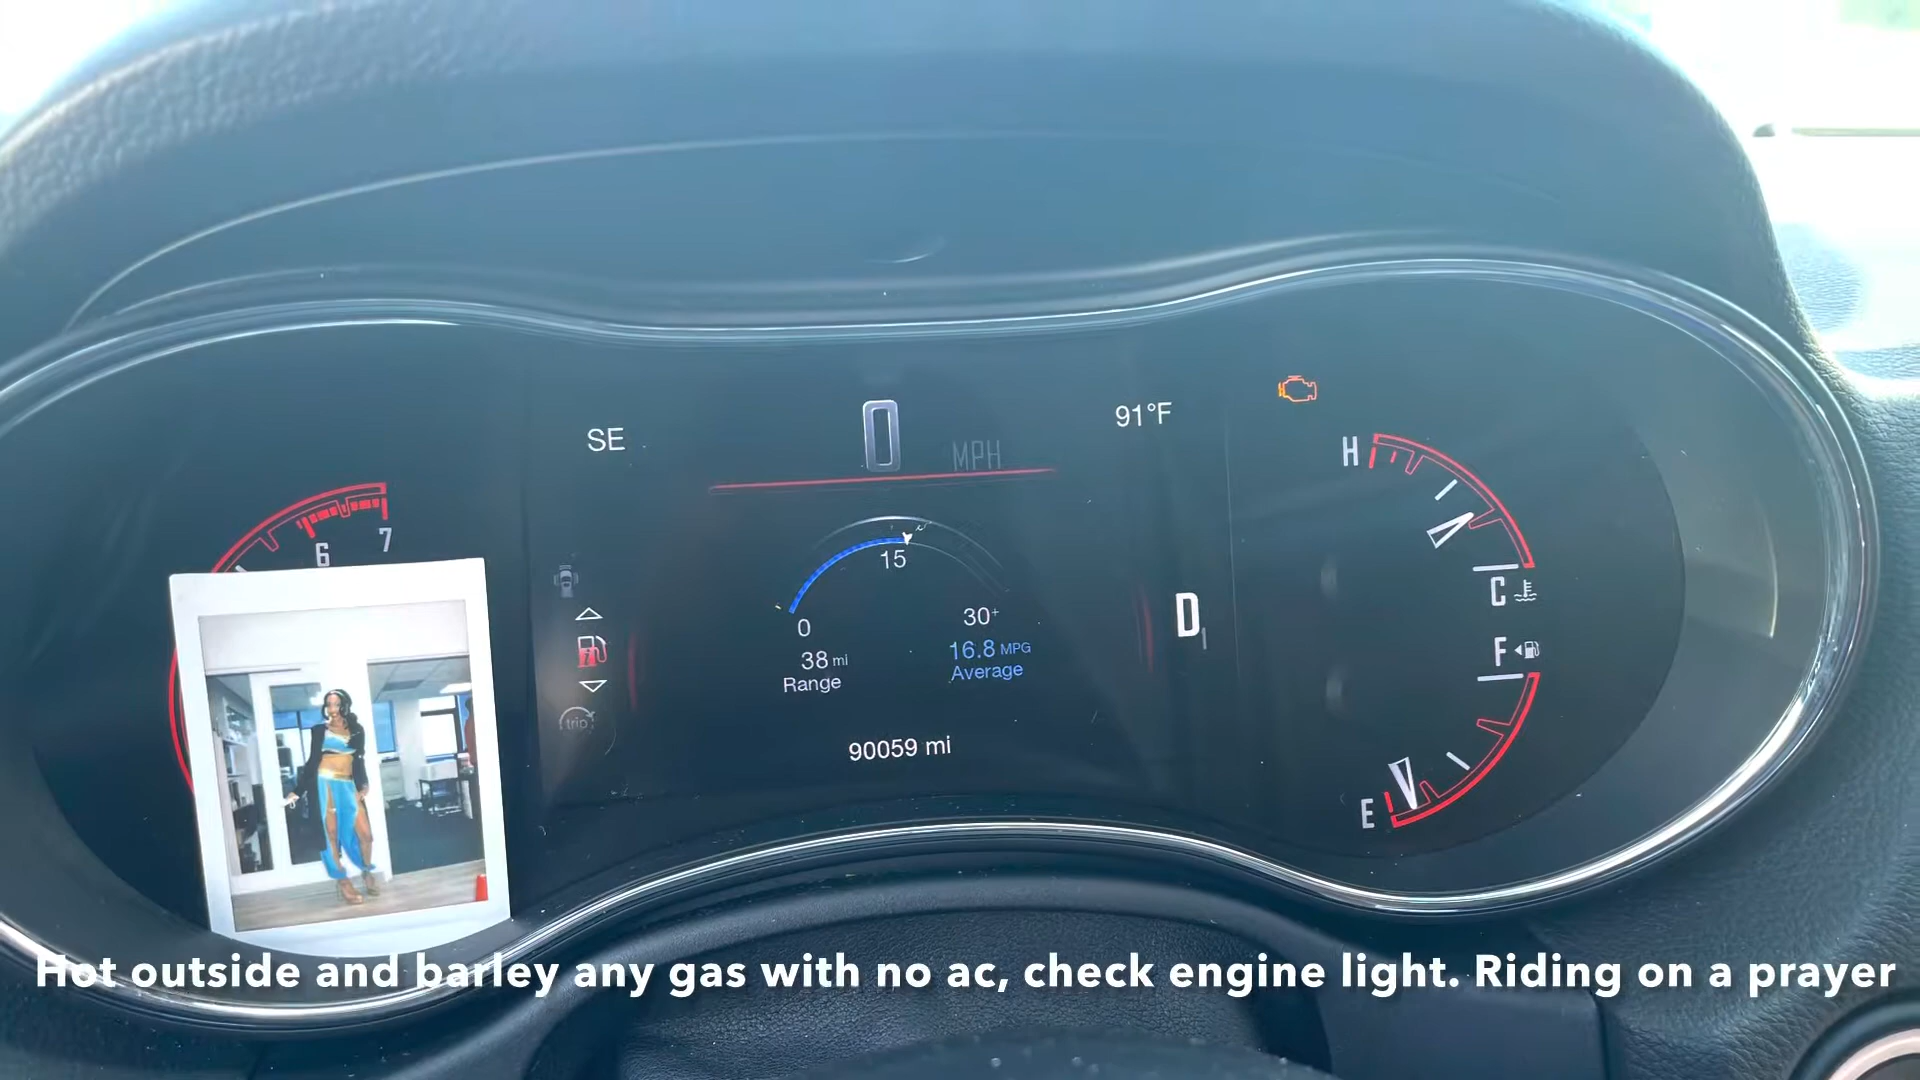 0 MPH
SE
91°F
H
6
7
15
0
30+
38 mi
Range
16.8 MPG
Average
D
C
F
trip
90059 mi
E
Hot outside and barley any gas with no ac, check engine light. Riding on a prayer